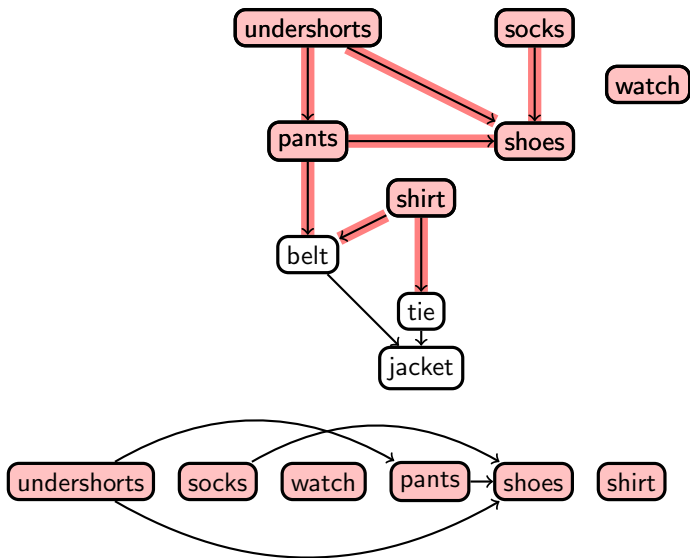 undershorts socks
watch
pants shoes
shirt
belt
tie
jacket
undershorts socks watch pants shoes shirt